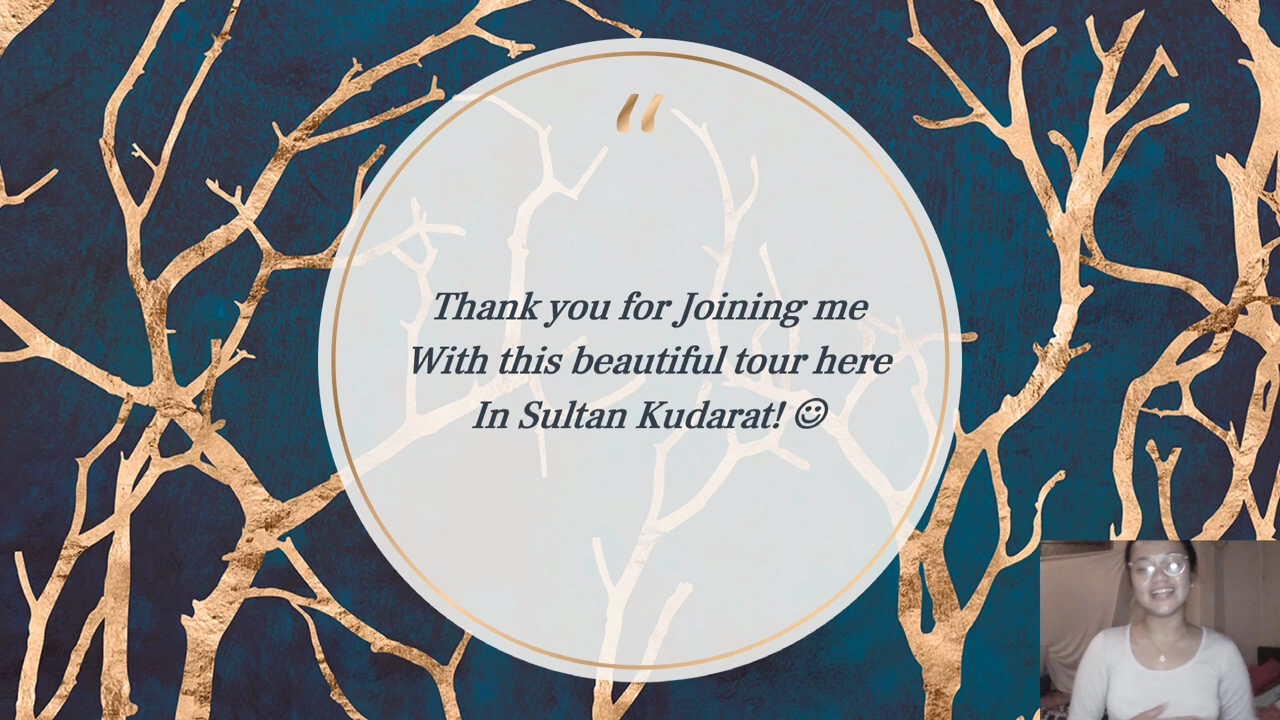 “
Thank you for Joining me
With this beautiful tour here
In Sultan Kudarat! ☺